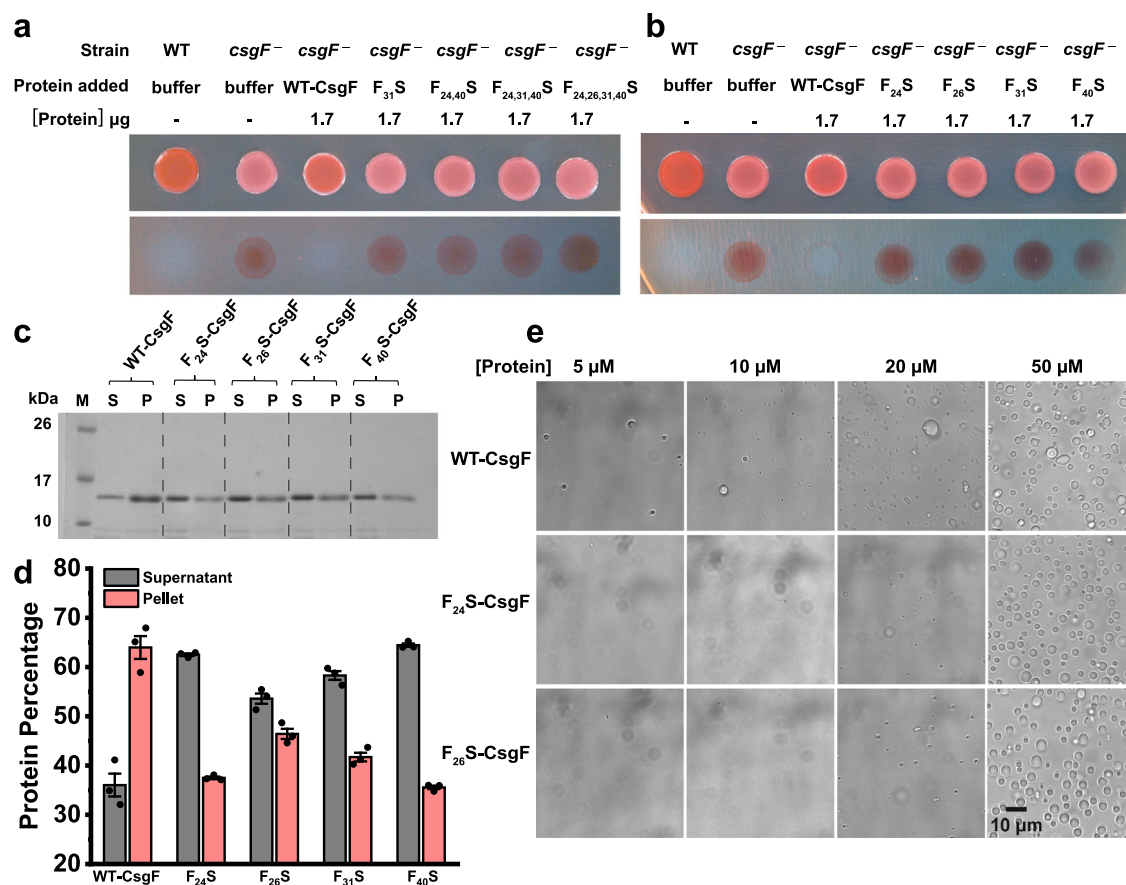 a
Strain WT csgF⁻ csgF⁻ csgF⁻ csgF⁻ csgF⁻ csgF⁻
Protein added buffer buffer WT-CsgF F₃₁S F₂₄,₄₀S F₂₄,₃₁,₄₀S F₂₄,₂₆,₃₁,₄₀S
[Protein] µg - - 1.7 1.7 1.7 1.7 1.7
b
WT csgF⁻ csgF⁻ csgF⁻ csgF⁻ csgF⁻ csgF⁻
buffer buffer WT-CsgF F₂₄S F₂₆S F₃₁S F₄₀S
- - 1.7 1.7 1.7 1.7 1.7
c
WT-CsgF F₂₄S-CsgF F₂₆S-CsgF F₃₁S-CsgF F₄₀S-CsgF
kDa M S P S P S P S P S P
26
17
10
d
Protein Percentage
80
70
60
50
40
30
20
Supernatant
Pellet
WT-CsgF F₂₄S F₂₆S F₃₁S F₄₀S
e
[Protein] 5 µM 10 µM 20 µM 50 µM
WT-CsgF
F₂₄S-CsgF
F₂₆S-CsgF
10 µm